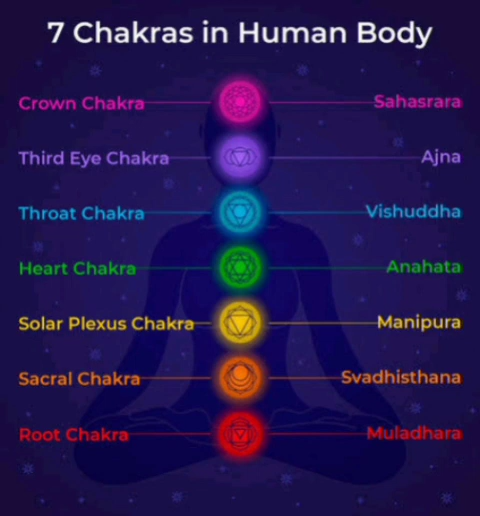 7 Chakras in Human Body
Crown Chakra Sahasrara
Third Eye Chakra Ajna
Throat Chakra Vishuddha
Heart Chakra Anahata
Solar Plexus Chakra Manipura
Sacral Chakra Svadhisthana
Root Chakra Muladhara